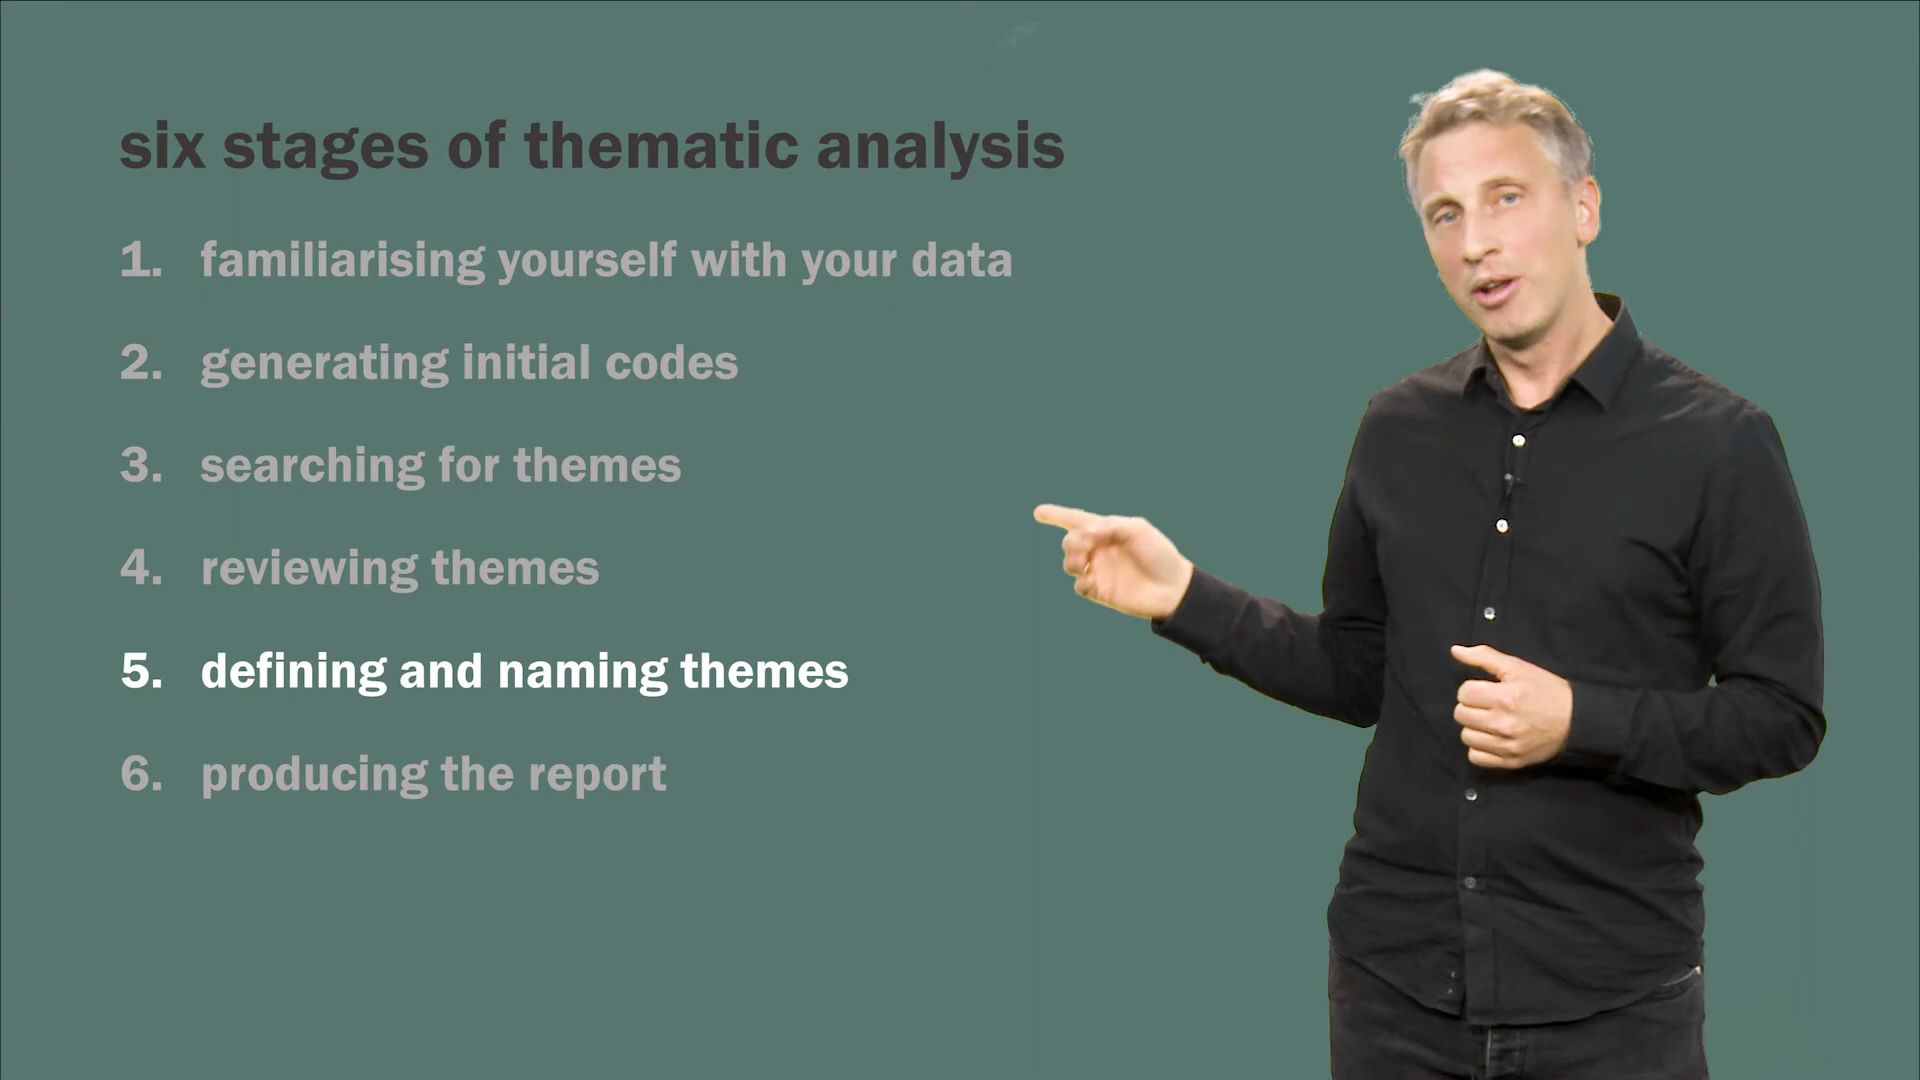 six stages of thematic analysis
1. familiarising yourself with your data
2. generating initial codes
3. searching for themes
4. reviewing themes
5. defining and naming themes
6. producing the report